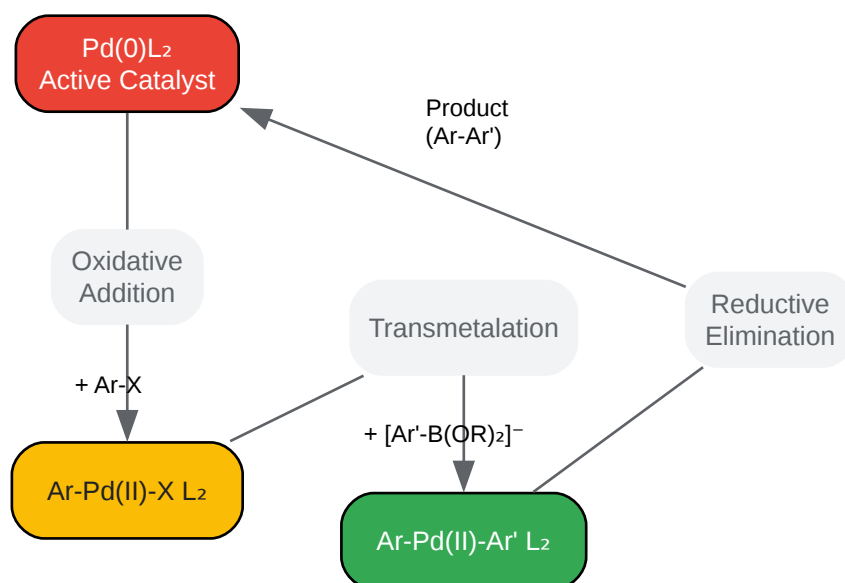 Pd(0)L₂
Active Catalyst
Product
(Ar-Ar')
Oxidative
Addition
Transmetalation
Reductive
Elimination
+ Ar-X
+ [Ar'-B(OR)₂]⁻
Ar-Pd(II)-X L₂
Ar-Pd(II)-Ar' L₂